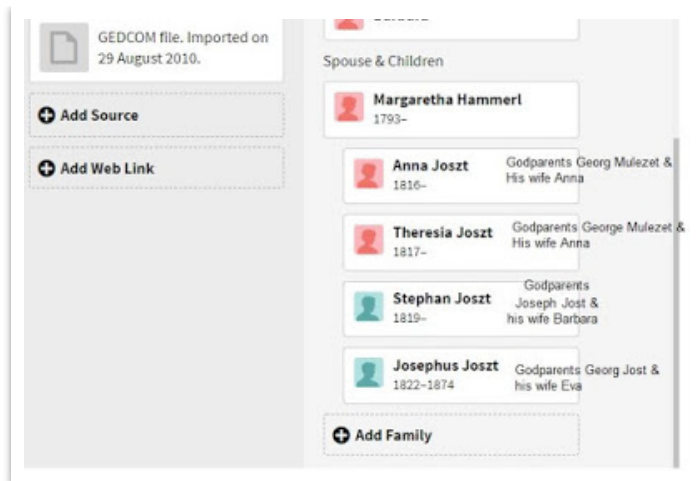 GEDCOM file. Imported on
29 August 2010.
Add Source
Add Web Link
Spouse & Children
Margaretha Hammerl
1793–
Anna Joszt
1816–
Godparents Georg Mulezet &
His wife Anna
Theresia Joszt
1817–
Godparents George Mulezet &
His wife Anna
Stephan Joszt
1819–
Godparents
Joseph Jost &
his wife Barbara
Josephus Joszt
1822–1874
Godparents Georg Jost &
his wife Eva
Add Family